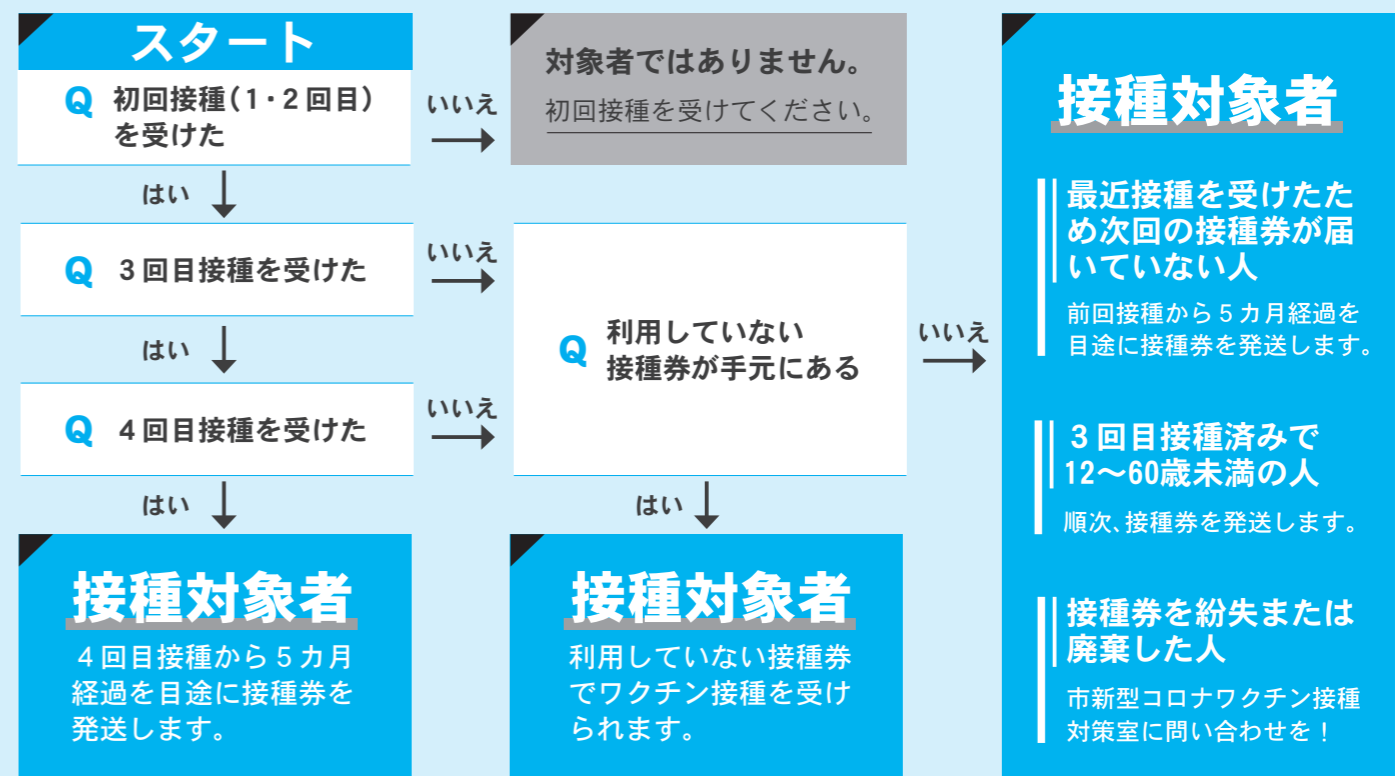 スタート
Q 初回接種(1・2回目)
を受けた
いいえ
対象者ではありません。
初回接種を受けてください。
はい
Q 3回目接種を受けた
いいえ
はい
Q 4回目接種を受けた
いいえ
はい
Q 利用していない
接種券が手元にある
いいえ
はい
接種対象者
4回目接種から5カ月
経過を目途に接種券を
発送します。
接種対象者
利用していない接種券
でワクチン接種を受け
られます。
接種対象者
最近接種を受けたた
め次回の接種券が届
いていない人
前回接種から5カ月経過を
目途に接種券を発送します。
3回目接種済みで
12〜60歳未満の人
順次、接種券を発送します。
接種券を紛失または
廃棄した人
市新型コロナワクチン接種
対策室に問い合わせを！